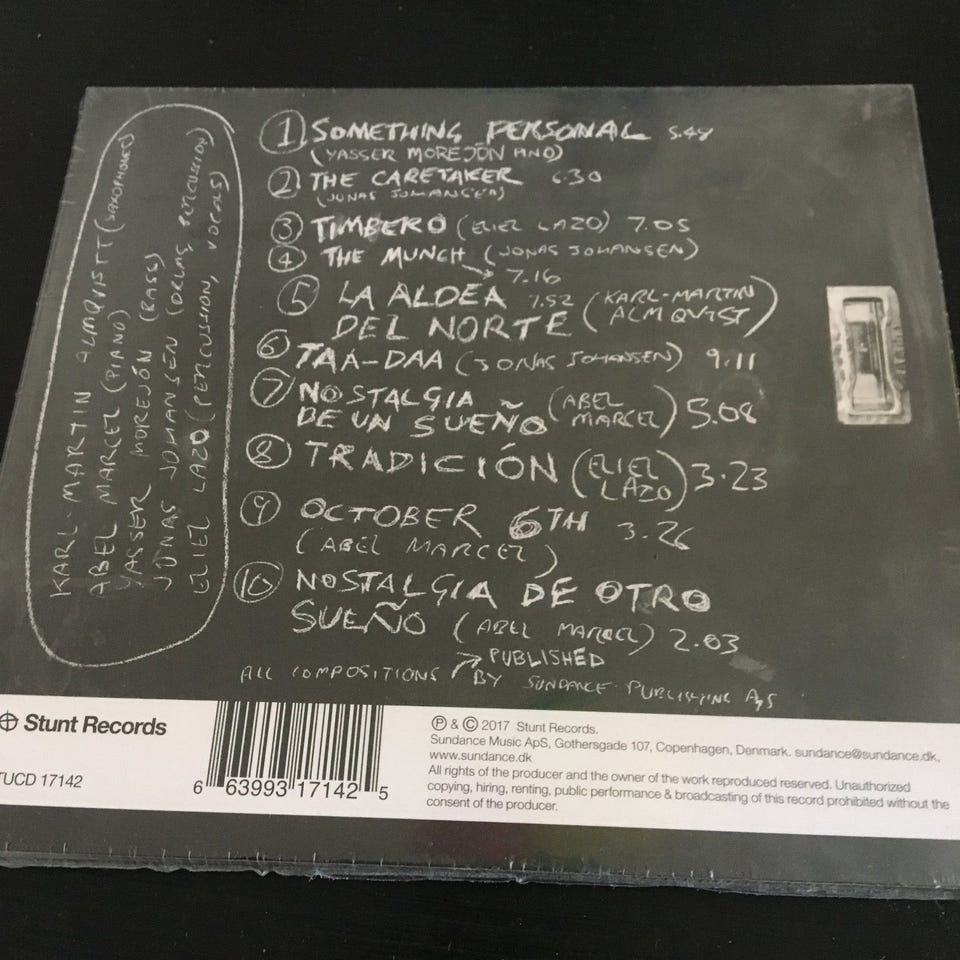 KARL-MARTIN ALMQVIST (SAXOPHONES)
ABEL MARCEL (PIANO)
YASSER MOREJÓN (BASS)
JONAS JOHANSEN (DRUMS, PERCUSSION)
ELIEL LAZO (PERCUSSION, VOCALS)
1 SOMETHING PERSONAL 5.48
(YASSER MOREJÓN PINO)
2 THE CARETAKER 6.30
(JONAS JOHANSEN)
3 TIMBERO (ELIEL LAZO) 7.05
4 THE MUNCH (JONAS JOHANSEN)
7.16
5 LA ALDEA 7.52 (KARL-MARTIN
DEL NORTE ALMQVIST)
6 TAA-DAA (JONAS JOHANSEN) 9.11
7 NOSTALGIA (ABEL
DE UN SUEÑO MARCEL) 5.08
8 TRADICIÓN (ELIEL
LAZO) 3.23
9 OCTOBER 6TH 3.26
(ABEL MARCEL)
10 NOSTALGIA DE OTRO
SUEÑO (ABEL MARCEL) 2.03
PUBLISHED
ALL COMPOSITIONS BY SUNDANCE PUBLISHING APS
Stunt Records
TUCD 17142
6 63993 17142 5
℗ & © 2017 Stunt Records.
Sundance Music ApS, Gothersgade 107, Copenhagen, Denmark. sundance@sundance.dk,
www.sundance.dk
All rights of the producer and the owner of the work reproduced reserved. Unauthorized
copying, hiring, renting, public performance & broadcasting of this record prohibited without the
consent of the producer.